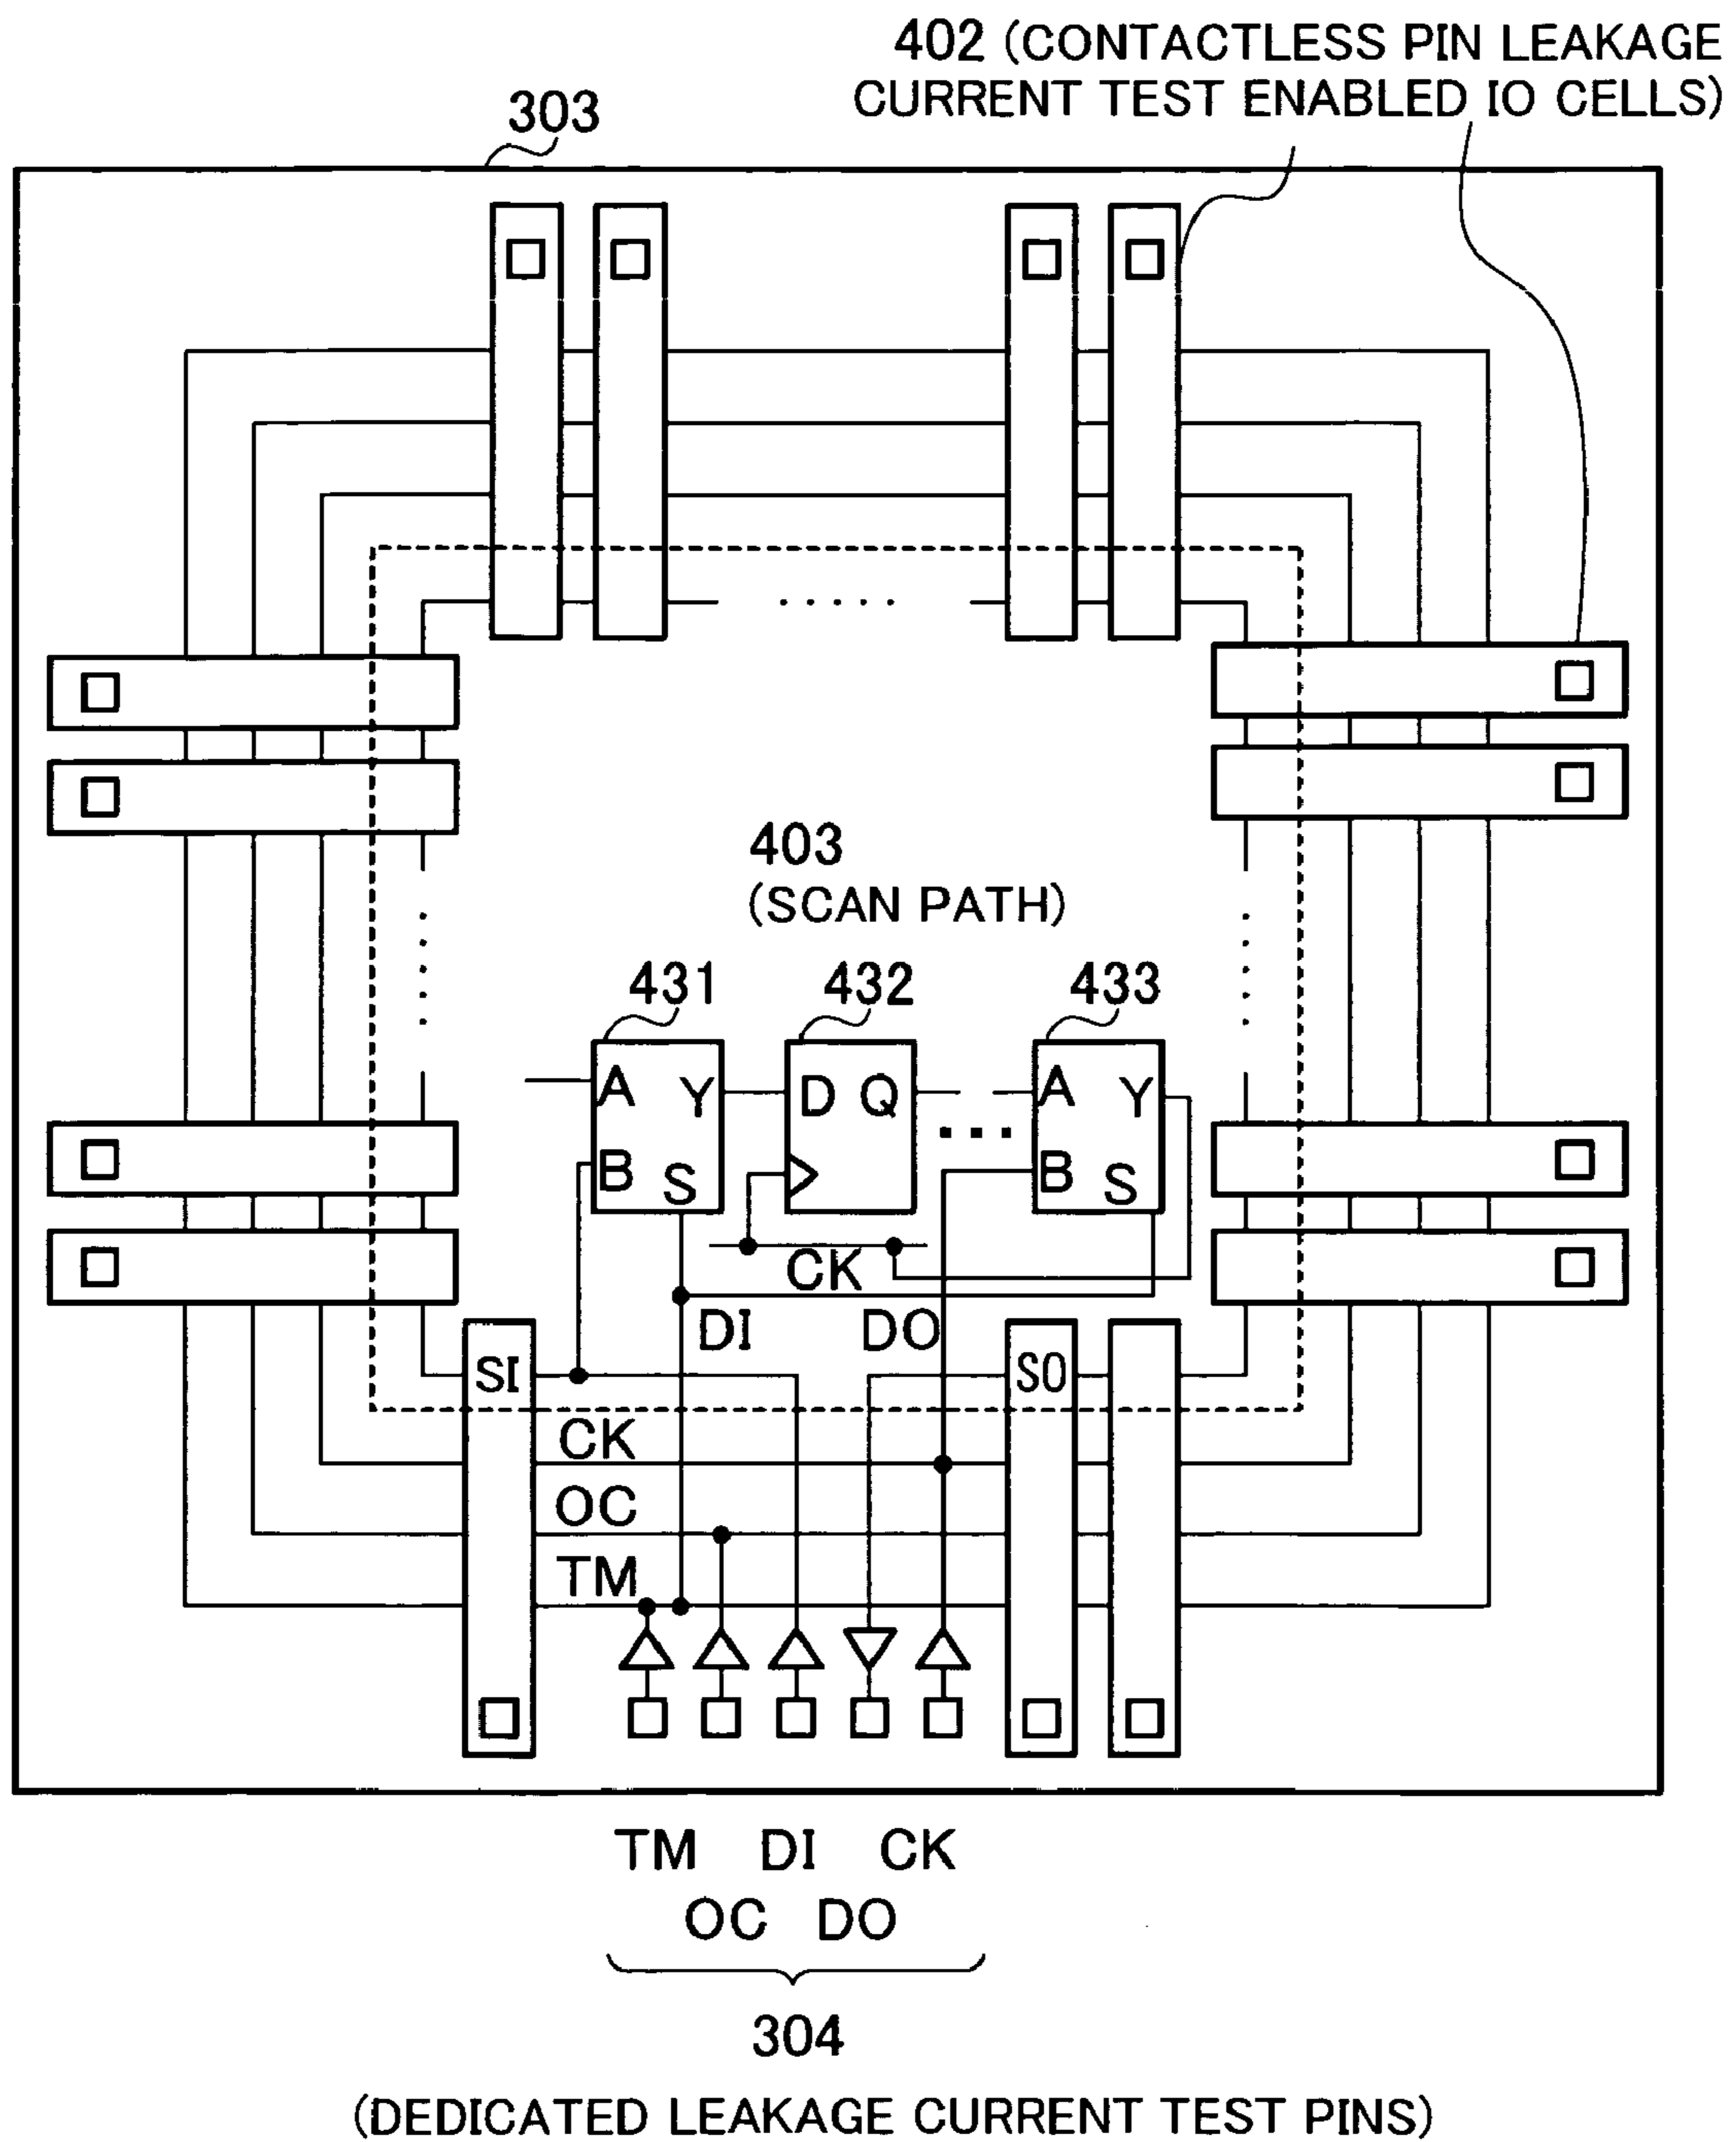 402 (CONTACTLESS PIN LEAKAGE
CURRENT TEST ENABLED IO CELLS)
303
403
(SCAN PATH)
431 432 433
A Y D Q A Y
B S B S
CK
DI DO
SI SO
CK
OC
TM
TM DI CK
OC DO
304
(DEDICATED LEAKAGE CURRENT TEST PINS)